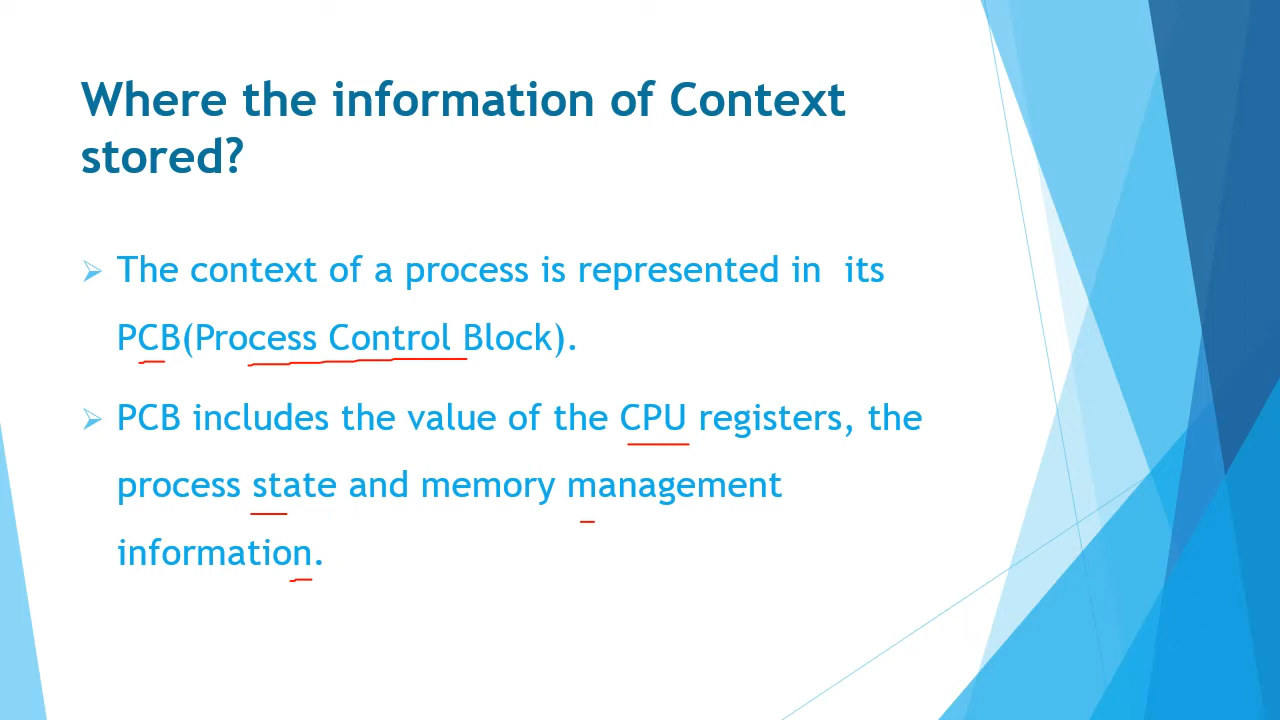 Where the information of Context
stored?
The context of a process is represented in its
PCB(Process Control Block).
PCB includes the value of the CPU registers, the
process state and memory management
information.